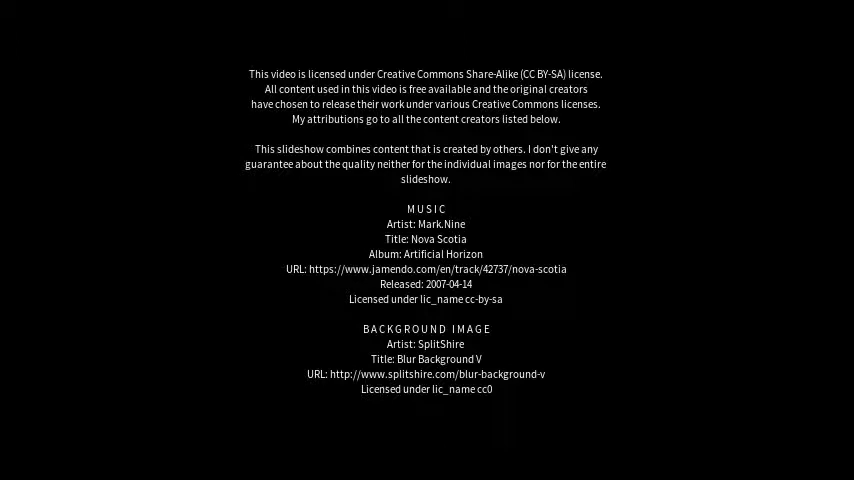 This video is licensed under Creative Commons Share-Alike (CC BY-SA) license.
All content used in this video is free available and the original creators
have chosen to release their work under various Creative Commons licenses.
My attributions go to all the content creators listed below.
This slideshow combines content that is created by others. I don't give any
guarantee about the quality neither for the individual images nor for the entire
slideshow.
MUSIC
Artist: Mark.Nine
Title: Nova Scotia
Album: Artificial Horizon
URL: https://www.jamendo.com/en/track/42737/nova-scotia
Released: 2007-04-14
Licensed under lic_name cc-by-sa
BACKGROUND IMAGE
Artist: SplitShire
Title: Blur Background V
URL: http://www.splitshire.com/blur-background-v
Licensed under lic_name cc0